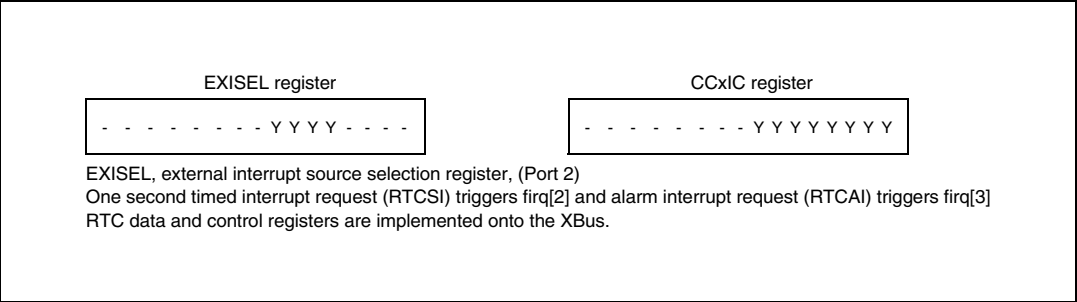 EXISEL register CCxIC register
- - - - - - - - Y Y Y Y - - - - - - - - - - - - Y Y Y Y Y Y Y Y
EXISEL, external interrupt source selection register, (Port 2)
One second timed interrupt request (RTCSI) triggers firq[2] and alarm interrupt request (RTCAI) triggers firq[3]
RTC data and control registers are implemented onto the XBus.